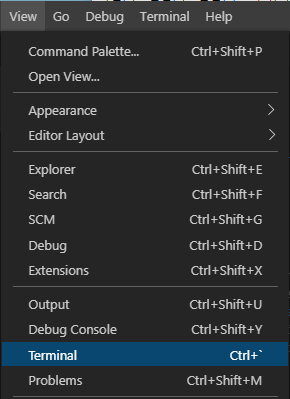 View Go Debug Terminal Help
Command Palette... Ctrl+Shift+P
Open View...
Appearance
Editor Layout
Explorer Ctrl+Shift+E
Search Ctrl+Shift+F
SCM Ctrl+Shift+G
Debug Ctrl+Shift+D
Extensions Ctrl+Shift+X
Output Ctrl+Shift+U
Debug Console Ctrl+Shift+Y
Terminal Ctrl+`
Problems Ctrl+Shift+M